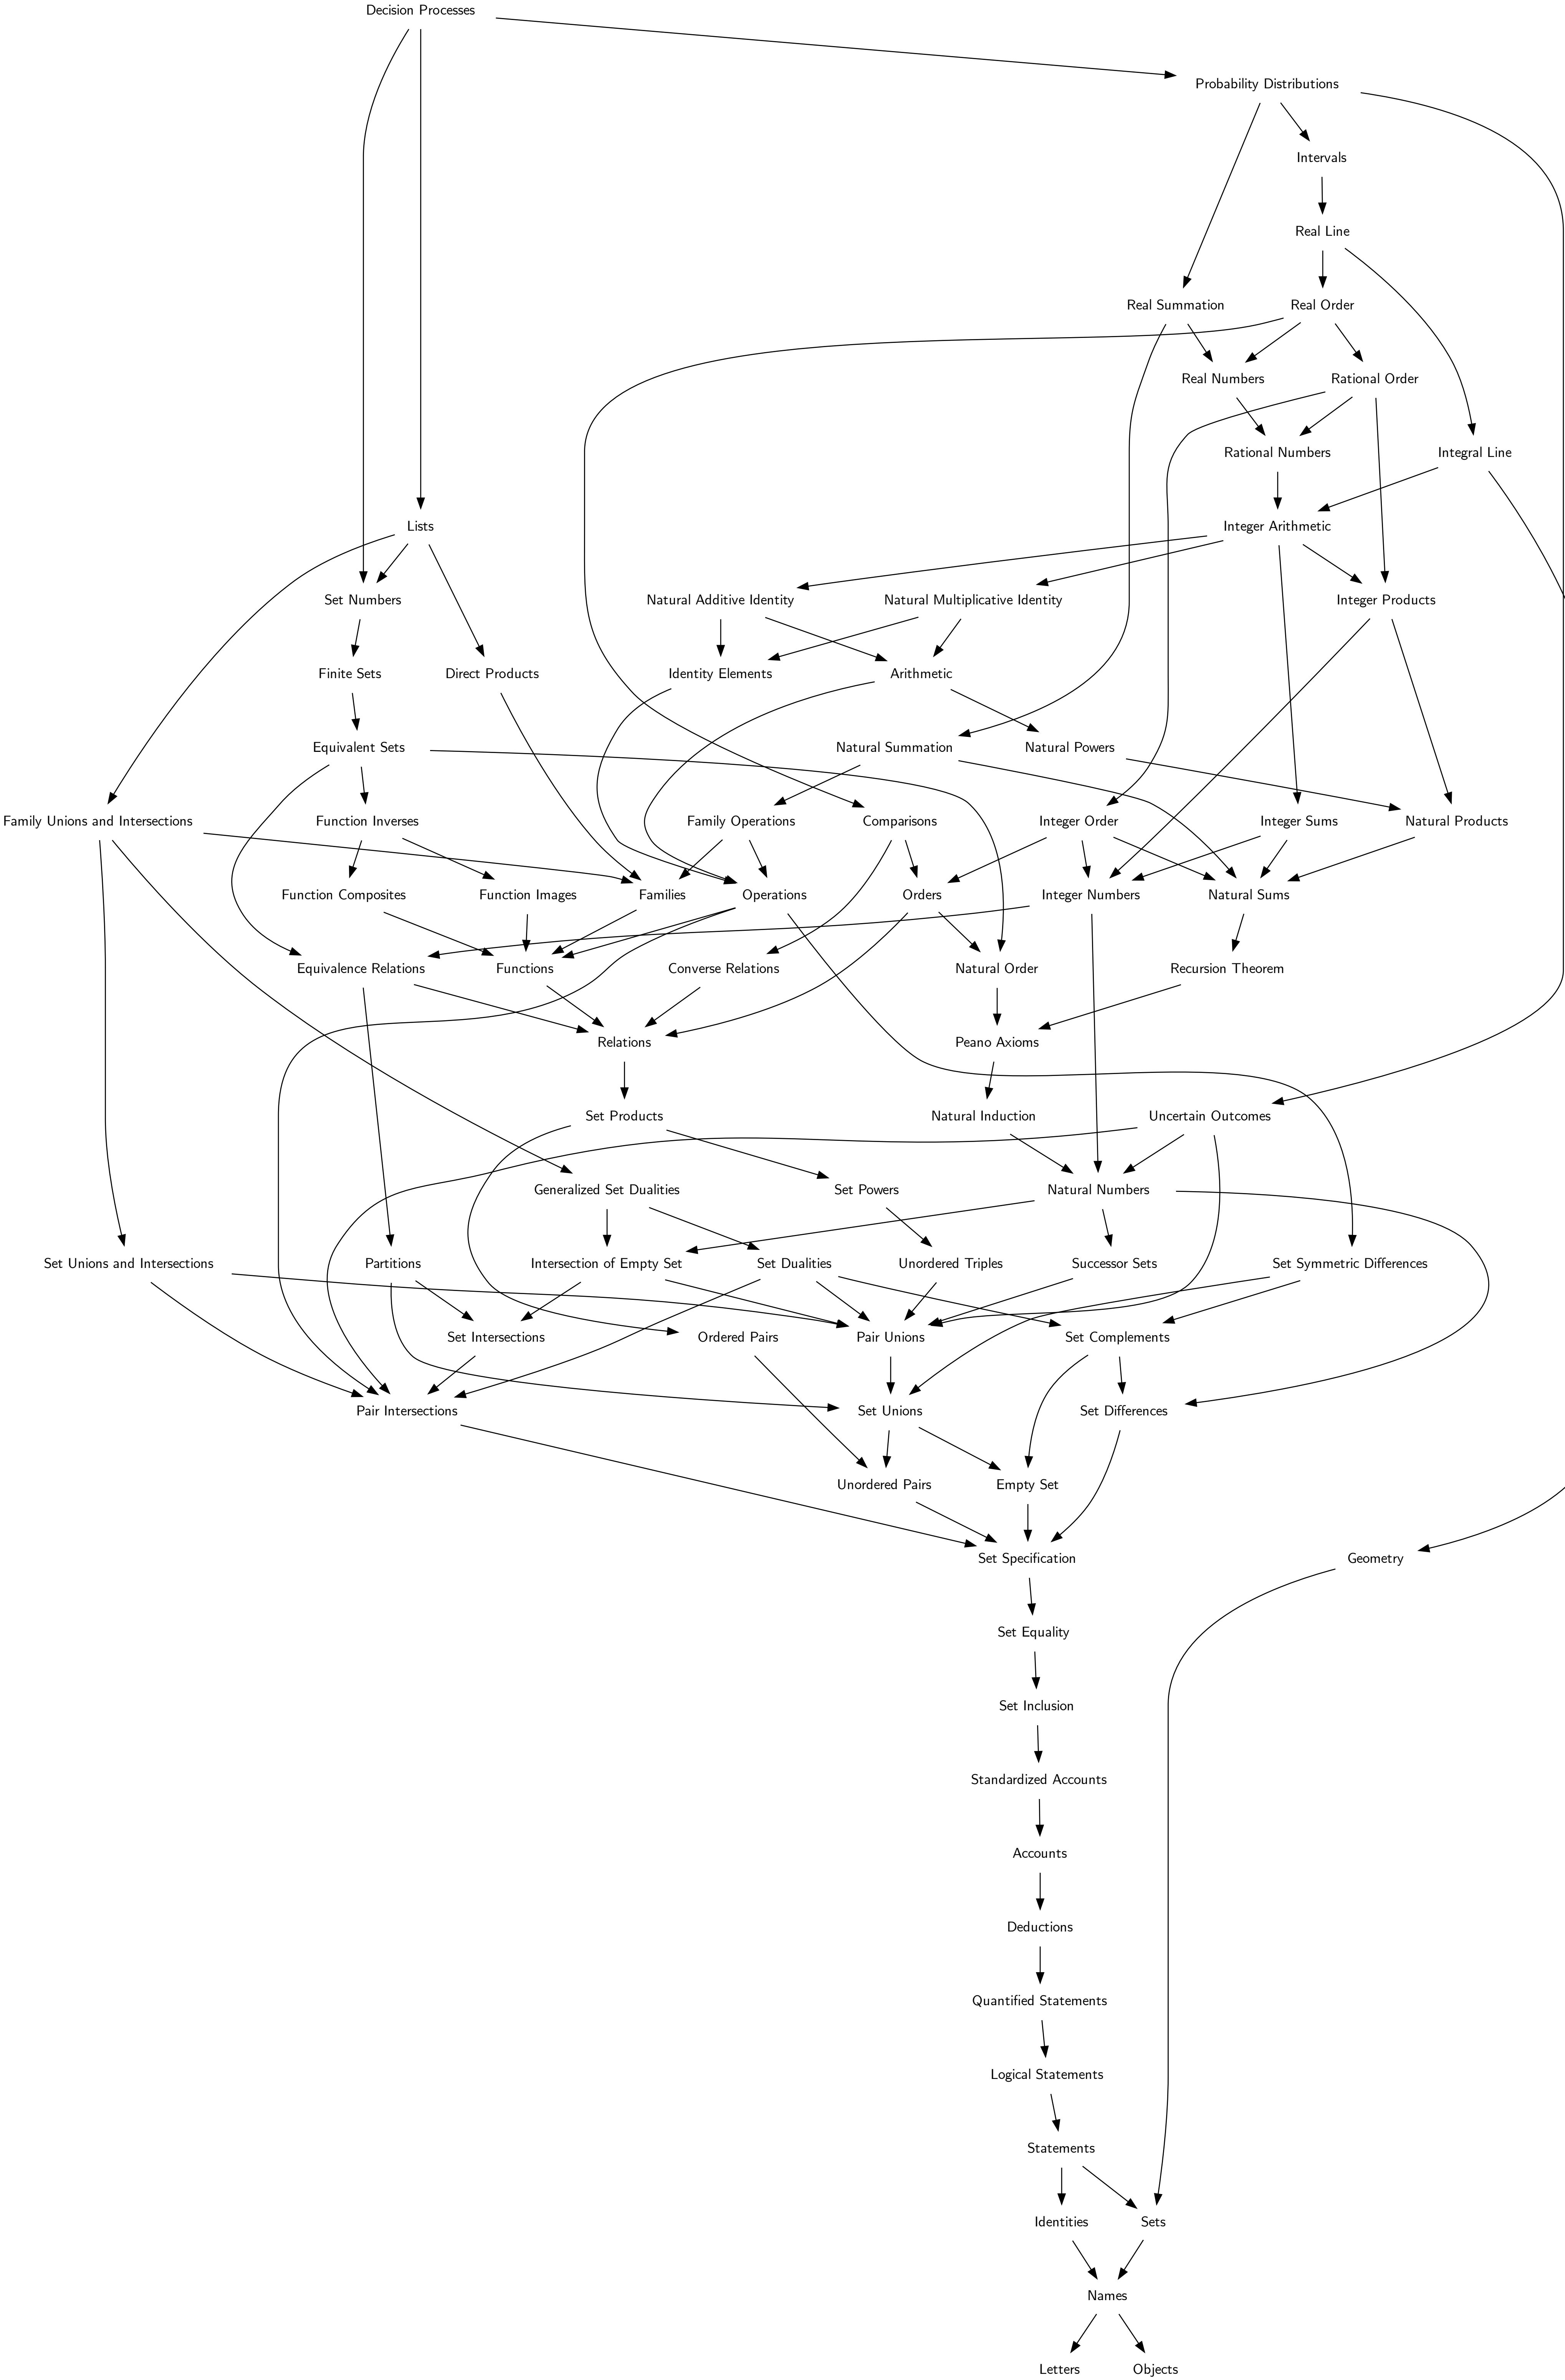 Decision Processes
Probability Distributions
Intervals
Real Line
Real Summation
Real Order
Real Numbers
Rational Order
Rational Numbers
Integral Line
Lists
Integer Arithmetic
Set Numbers
Natural Additive Identity
Natural Multiplicative Identity
Integer Products
Finite Sets
Direct Products
Identity Elements
Arithmetic
Equivalent Sets
Natural Summation
Natural Powers
Family Unions and Intersections
Function Inverses
Family Operations
Comparisons
Integer Order
Integer Sums
Natural Products
Function Composites
Function Images
Families
Operations
Orders
Integer Numbers
Natural Sums
Equivalence Relations
Functions
Converse Relations
Natural Order
Recursion Theorem
Relations
Peano Axioms
Set Products
Natural Induction
Uncertain Outcomes
Generalized Set Dualities
Set Powers
Natural Numbers
Set Unions and Intersections
Partitions
Intersection of Empty Set
Set Dualities
Unordered Triples
Successor Sets
Set Symmetric Differences
Set Intersections
Ordered Pairs
Pair Unions
Set Complements
Pair Intersections
Set Unions
Set Differences
Unordered Pairs
Empty Set
Set Specification
Geometry
Set Equality
Set Inclusion
Standardized Accounts
Accounts
Deductions
Quantified Statements
Logical Statements
Statements
Identities
Sets
Names
Letters
Objects